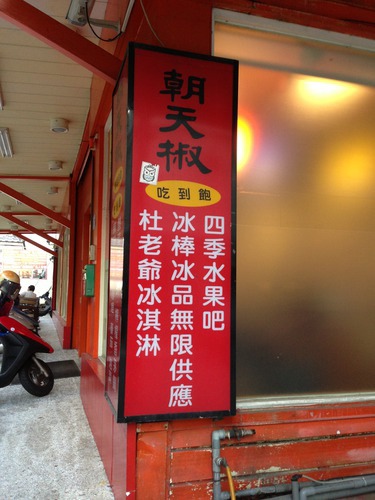 朝天椒
吃到飽
四季水果吧
冰棒冰品無限供應
杜老爺冰淇淋